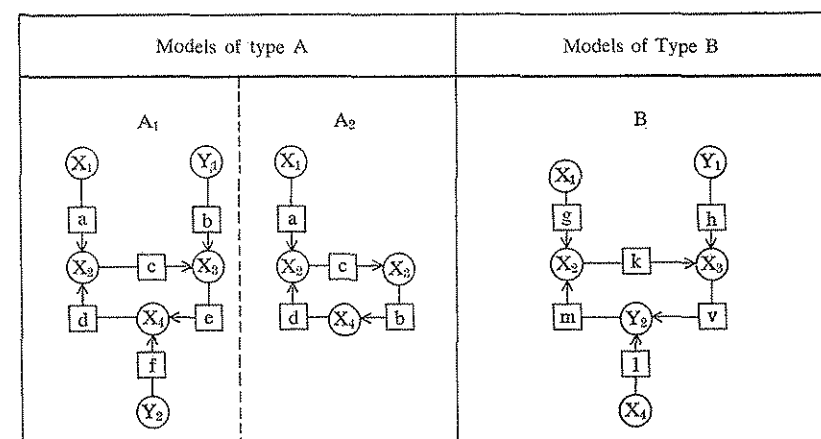 Models of type A
Models of Type B
A₁
A₂
B
X₁
Y₁
X₁
X₁
Y₁
a
b
a
g
h
X₂
c
X₃
X₂
c
X₃
X₂
k
X₃
d
X₄
e
d
X₄
b
m
Y₂
v
f
l
Y₂
X₄